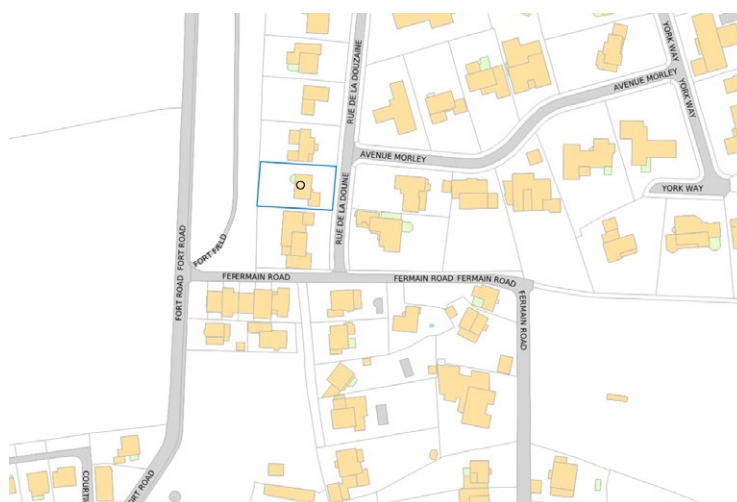 YORK WAY
RUE DE LA DOUZAINE
AVENUE MORLEY
YORK WAY
AVENUE MORLEY
YORK WAY
RUE DE LA DOUNE
FORT ROAD FORT ROAD
FORT FIELD
FERMAIN ROAD
FERMAIN ROAD FERMAIN ROAD
FERMAIN ROAD
FORT ROAD